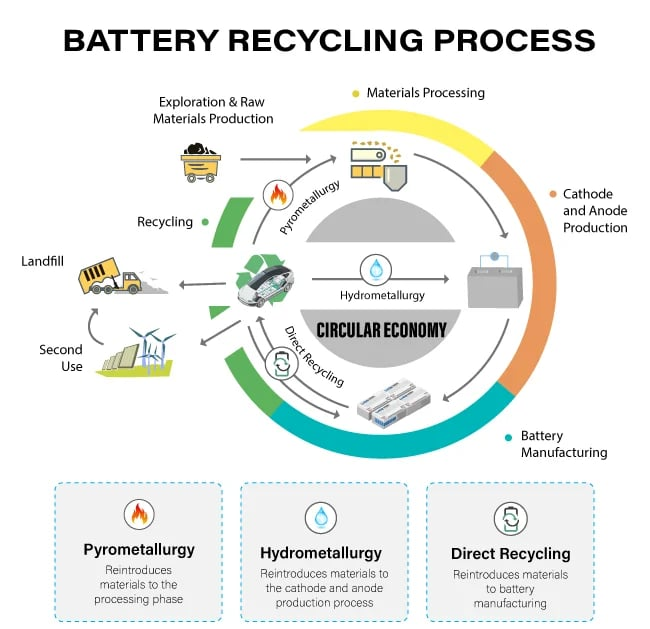 BATTERY RECYCLING PROCESS
Materials Processing
Exploration & Raw
Materials Production
Pyrometallurgy
Cathode
and Anode
Production
Recycling
Landfill
Hydrometallurgy
CIRCULAR ECONOMY
Second
Use
Direct Recycling
Battery
Manufacturing
Pyrometallurgy
Reintroduces
materials to the
processing phase
Hydrometallurgy
Reintroduces materials to
the cathode and anode
production process
Direct Recycling
Reintroduces materials
to battery
manufacturing